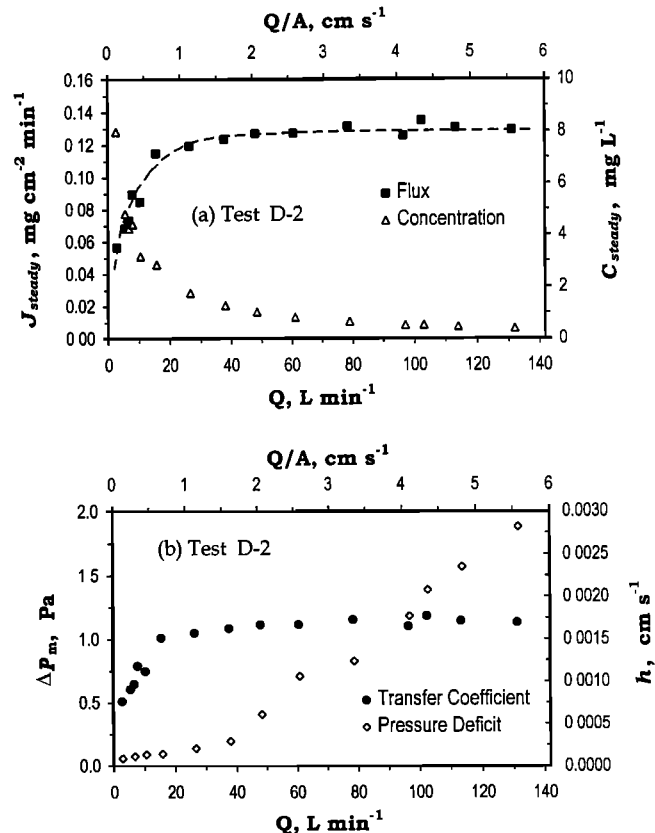 Q/A, cm s-1
0 1 2 3 4 5 6
0.16 10
0.14
0.12 8
0.10
0.08 6
0.06 4
0.04
0.02 2
0 00 0
Jsteady, mg cm-2 min-1
Csteady, mg L-1
Flux
(a) Test D-2
Concentration
0 20 40 60 80 100 120 140
Q, L min-1
Q/A, cm s-1
0 1 2 3 4 5 6
2.0 0.0030
0 0025
1.5 0 0020
1.0 0 0015
0 0010
0.5 0 0005
0.0 0.0000
Δpm, Pa
h, cm s-1
(b) Test D-2
Transfer Coefficient
Pressure Deficit
0 20 40 60 80 100 120 140
Q, L min-1